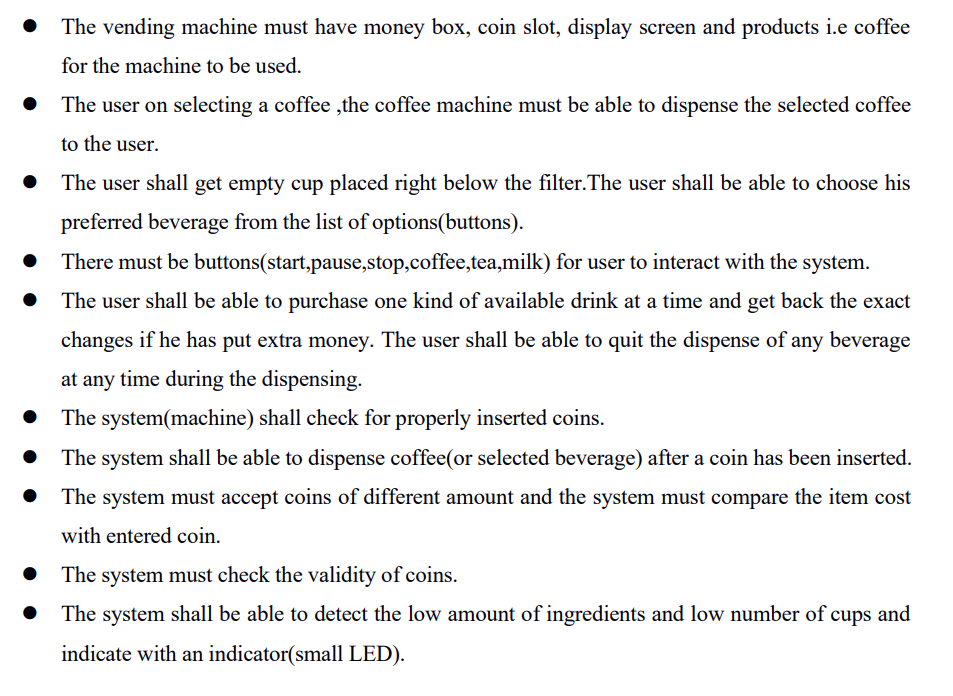 ● The vending machine must have money box, coin slot, display screen and products i.e coffee
for the machine to be used.
● The user on selecting a coffee ,the coffee machine must be able to dispense the selected coffee
to the user.
● The user shall get empty cup placed right below the filter.The user shall be able to choose his
preferred beverage from the list of options(buttons).
● There must be buttons(start,pause,stop,coffee,tea,milk) for user to interact with the system.
● The user shall be able to purchase one kind of available drink at a time and get back the exact
changes if he has put extra money. The user shall be able to quit the dispense of any beverage
at any time during the dispensing.
● The system(machine) shall check for properly inserted coins.
● The system shall be able to dispense coffee(or selected beverage) after a coin has been inserted.
● The system must accept coins of different amount and the system must compare the item cost
with entered coin.
● The system must check the validity of coins.
● The system shall be able to detect the low amount of ingredients and low number of cups and
indicate with an indicator(small LED).